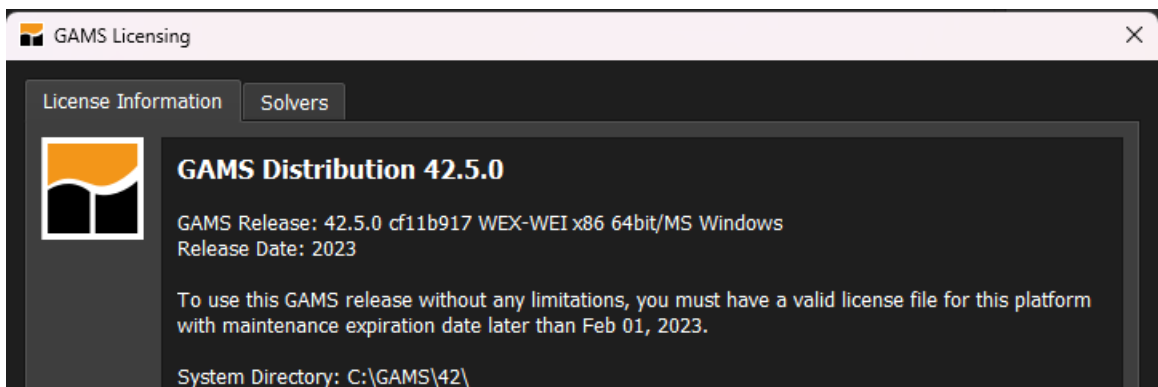 GAMS Licensing
License Information
Solvers
GAMS Distribution 42.5.0
GAMS Release: 42.5.0 cf11b917 WEX-WEI x86 64bit/MS Windows
Release Date: 2023
To use this GAMS release without any limitations, you must have a valid license file for this platform
with maintenance expiration date later than Feb 01, 2023.
System Directory: C:\GAMS\42\